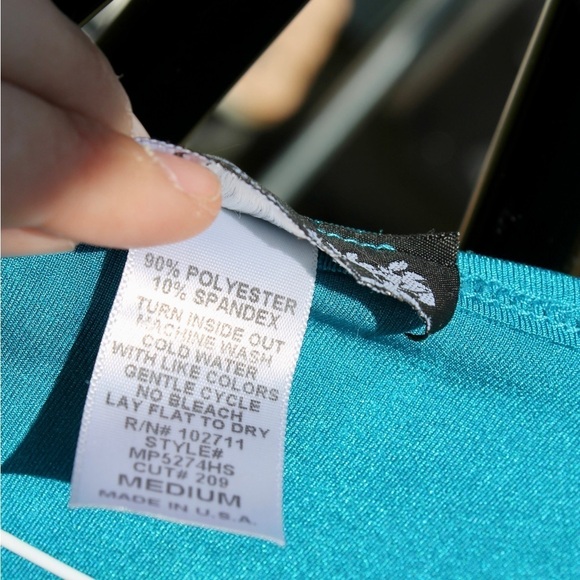 90% POLYESTER
10% SPANDEX
TURN INSIDE OUT
MACHINE WASH
COLD WATER
WITH LIKE COLORS
GENTLE CYCLE
NO BLEACH
LAY FLAT TO DRY
R/N# 102711
STYLE#
MP5274HS
CUT# 209
MEDIUM
MADE IN U.S.A.